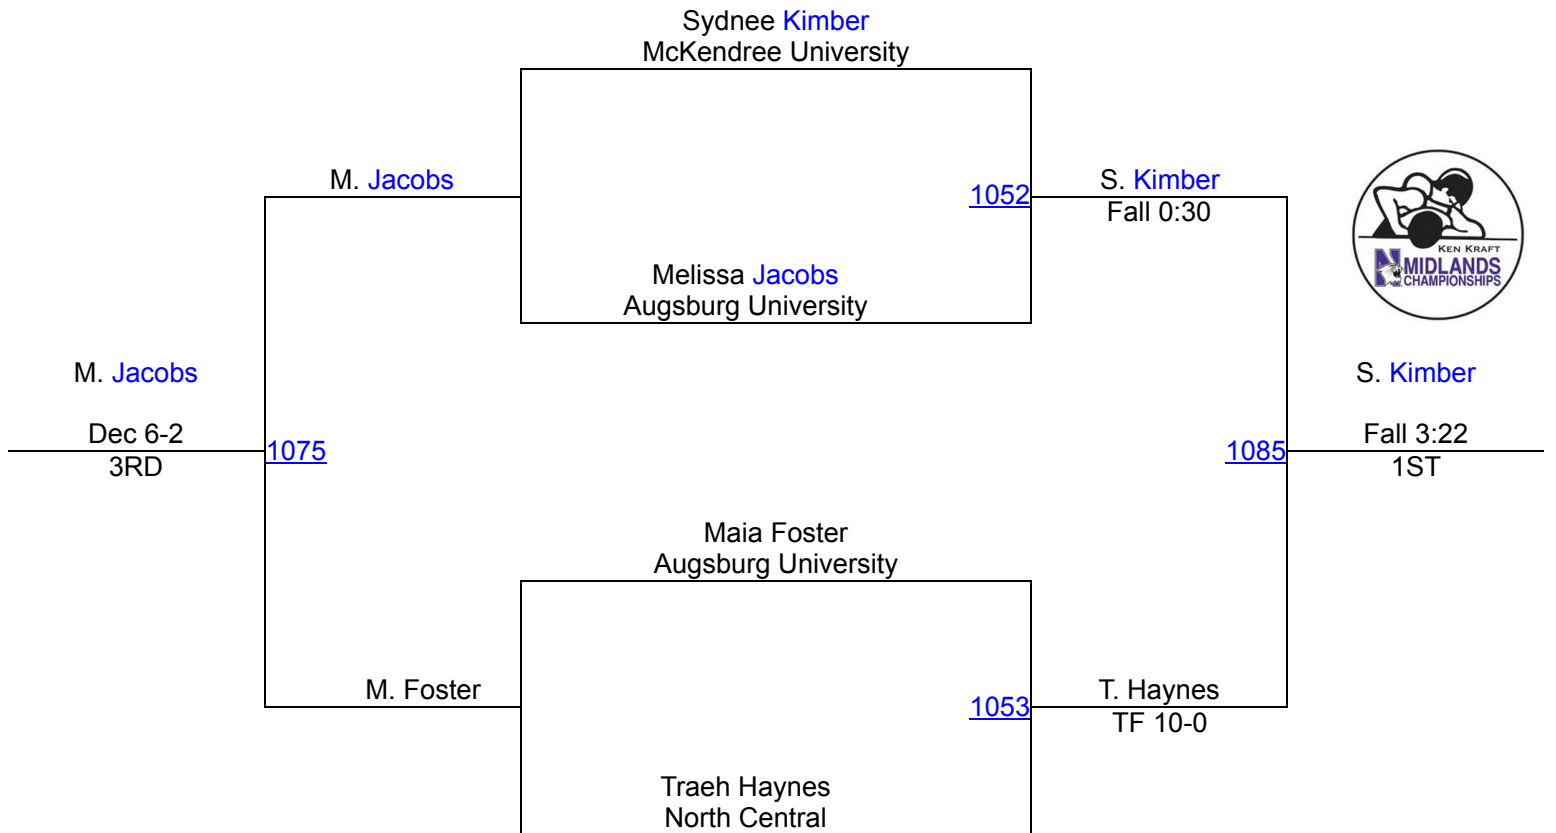 Sydnee Kimber
McKendree University
M. Jacobs
1052
S. Kimber
Fall 0:30
KEN KRAFT
N MIDLANDS
CHAMPIONSHIPS
Melissa Jacobs
Augsburg University
M. Jacobs
Dec 6-2
3RD
1075
1085
S. Kimber
Fall 3:22
1ST
Maia Foster
Augsburg University
M. Foster
1053
T. Haynes
TF 10-0
Traeh Haynes
North Central